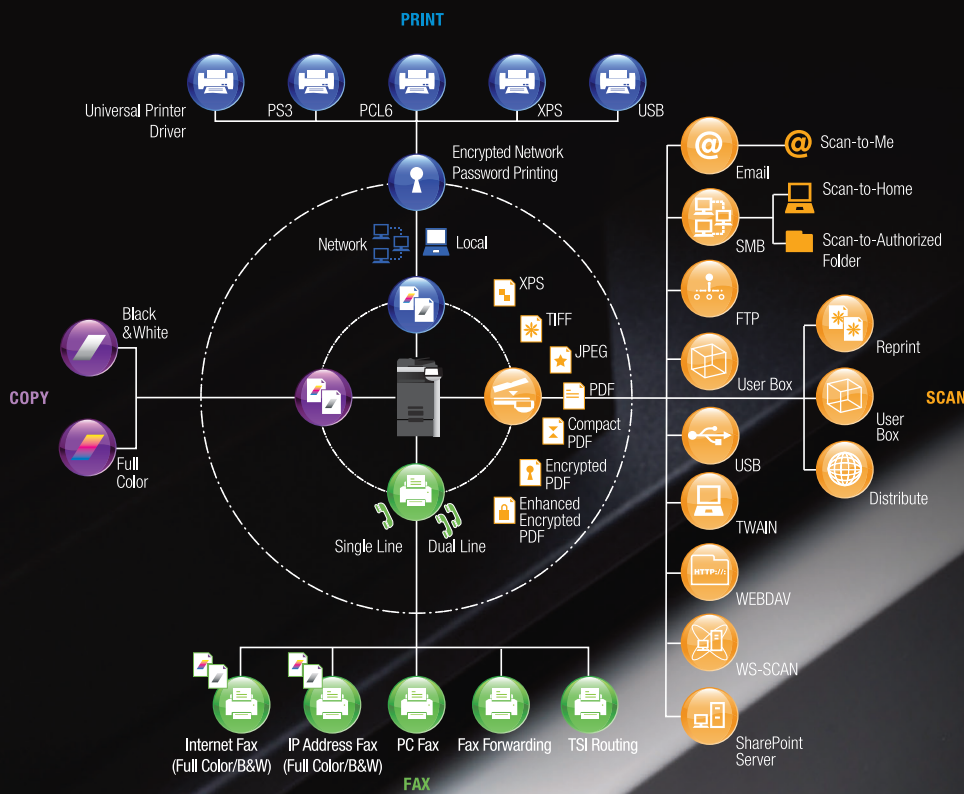 PRINT
Universal Printer
Driver
PS3
PCL6
XPS
USB
Encrypted Network
Password Printing
Network
Local
Black
& White
COPY
Full
Color
XPS
TIFF
JPEG
PDF
Compact
PDF
Encrypted
PDF
Enhanced
Encrypted
PDF
Single Line
Dual Line
@
Email
@
Scan-to-Me
SMB
Scan-to-Home
Scan-to-Authorized
Folder
FTP
User Box
USB
TWAIN
HTTP://:
WEBDAV
WS-SCAN
SharePoint
Server
Reprint
User
Box
Distribute
SCAN
Internet Fax
(Full Color/B&W)
IP Address Fax
(Full Color/B&W)
PC Fax
Fax Forwarding
TSI Routing
FAX